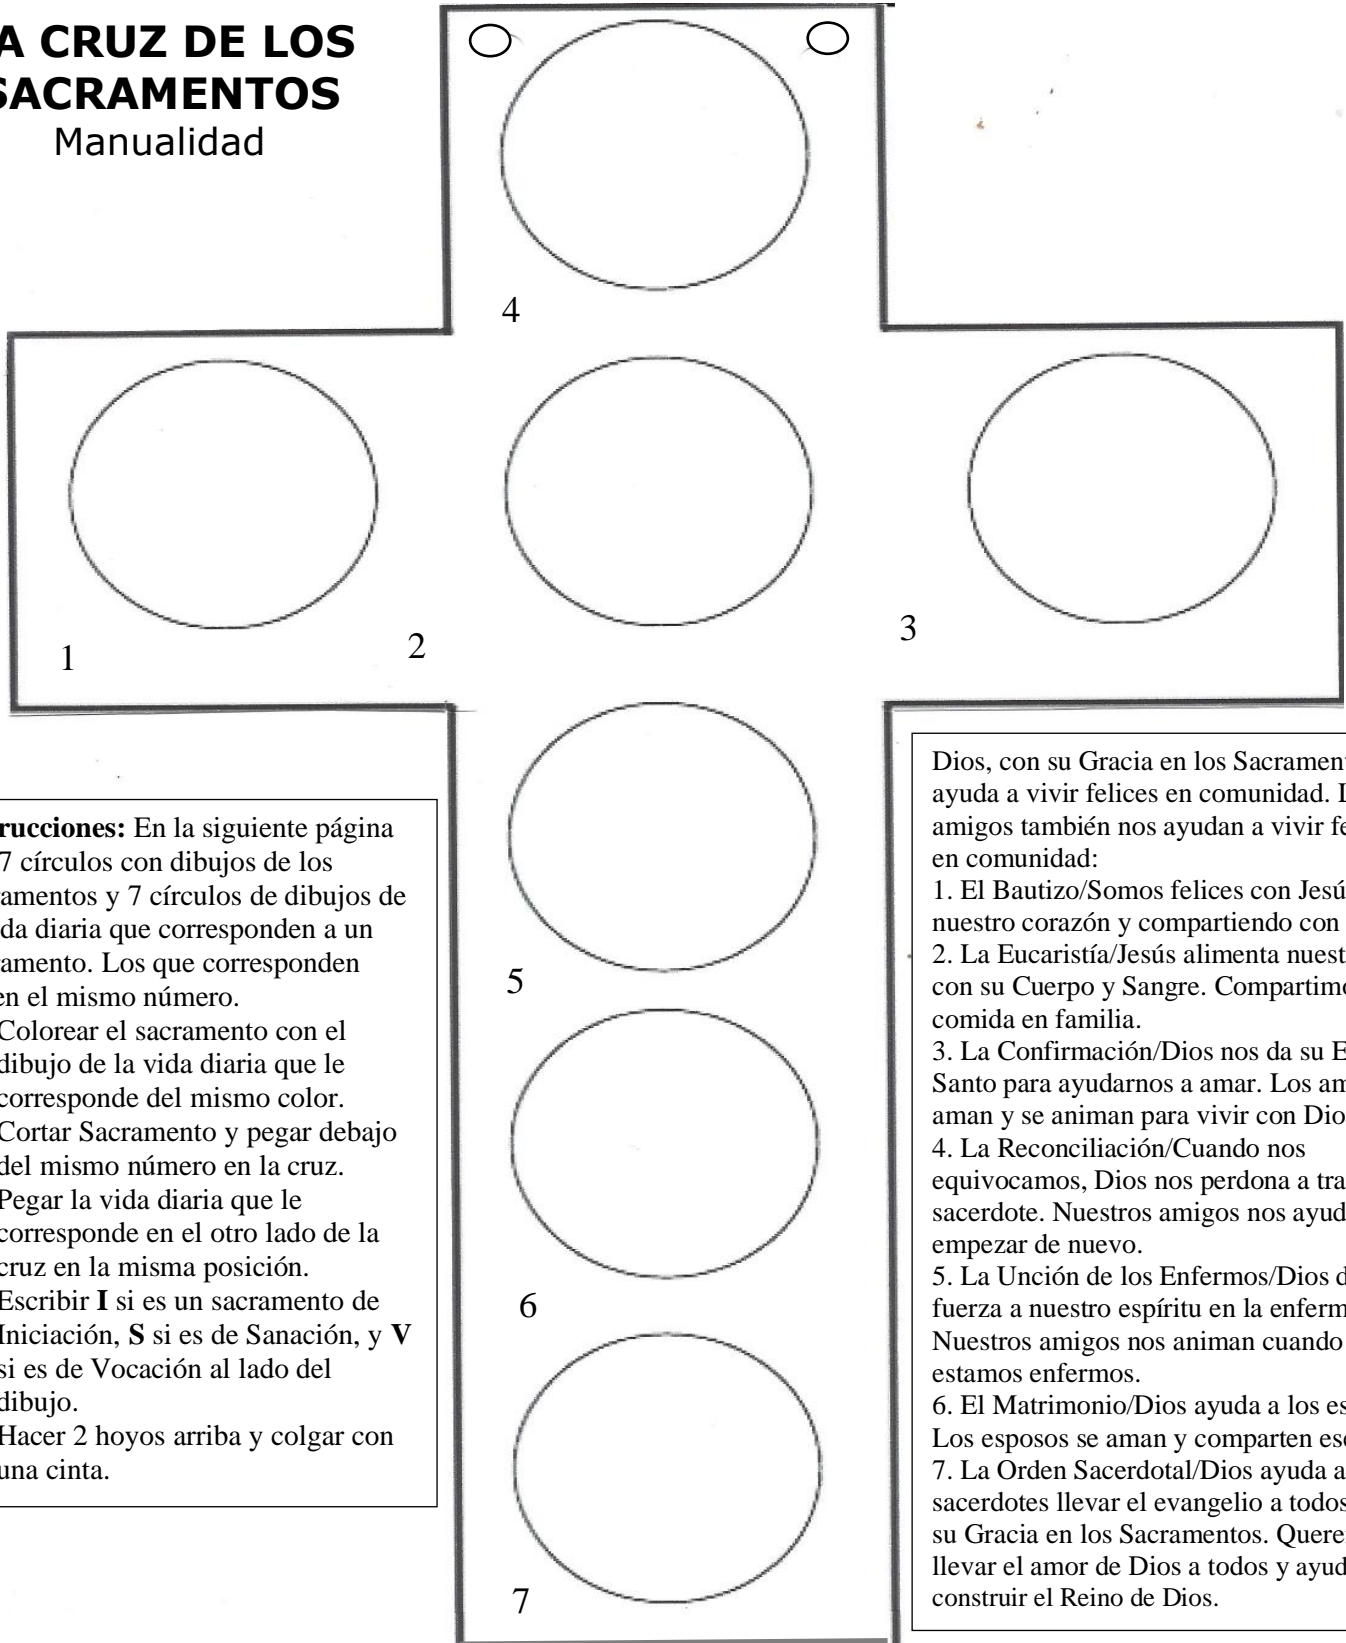 A CRUZ DE LOS
SACRAMENTOS
Manualidad
4
1
2
3
5
6
7
rucciones: En la siguiente página
7 círculos con dibujos de los
ramentos y 7 círculos de dibujos de
da diaria que corresponden a un
ramento. Los que corresponden
en el mismo número.
Colorear el sacramento con el
dibujo de la vida diaria que le
corresponde del mismo color.
Cortar Sacramento y pegar debajo
del mismo número en la cruz.
Pegar la vida diaria que le
corresponde en el otro lado de la
cruz en la misma posición.
Escribir I si es un sacramento de
Iniciación, S si es de Sanación, y V
si es de Vocación al lado del
dibujo.
Hacer 2 hoyos arriba y colgar con
una cinta.
Dios, con su Gracia en los Sacrament
ayuda a vivir felices en comunidad. L
amigos también nos ayudan a vivir fe
en comunidad:
1. El Bautizo/Somos felices con Jesú
nuestro corazón y compartiendo con
2. La Eucaristía/Jesús alimenta nuest
con su Cuerpo y Sangre. Compartimo
comida en familia.
3. La Confirmación/Dios nos da su E
Santo para ayudarnos a amar. Los am
aman y se animan para vivir con Dio
4. La Reconciliación/Cuando nos
equivocamos, Dios nos perdona a tra
sacerdote. Nuestros amigos nos ayud
empezar de nuevo.
5. La Unción de los Enfermos/Dios d
fuerza a nuestro espíritu en la enferm
Nuestros amigos nos animan cuando
estamos enfermos.
6. El Matrimonio/Dios ayuda a los es
Los esposos se aman y comparten ese
7. La Orden Sacerdotal/Dios ayuda a
sacerdotes llevar el evangelio a todos
su Gracia en los Sacramentos. Quere
llevar el amor de Dios a todos y ayud
construir el Reino de Dios.